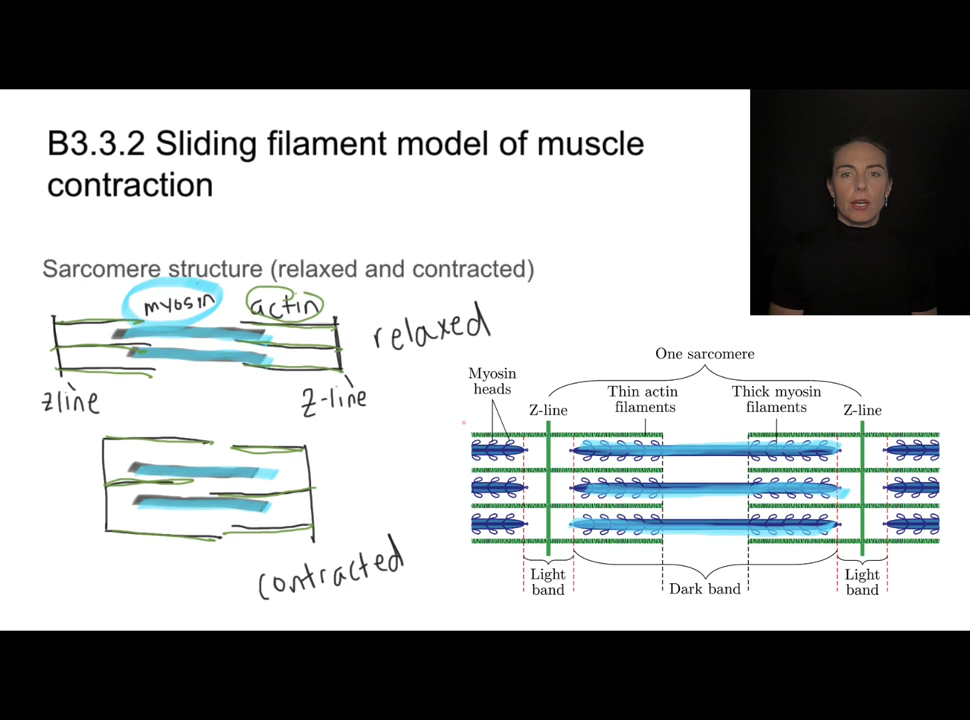 B3.3.2 Sliding filament model of muscle
contraction
Sarcomere structure (relaxed and contracted)
myosin
actin
relaxed
z line
Z-line
contracted
One sarcomere
Myosin
heads
Z-line
Thin actin
filaments
Thick myosin
filaments
Z-line
Light
band
Dark band
Light
band